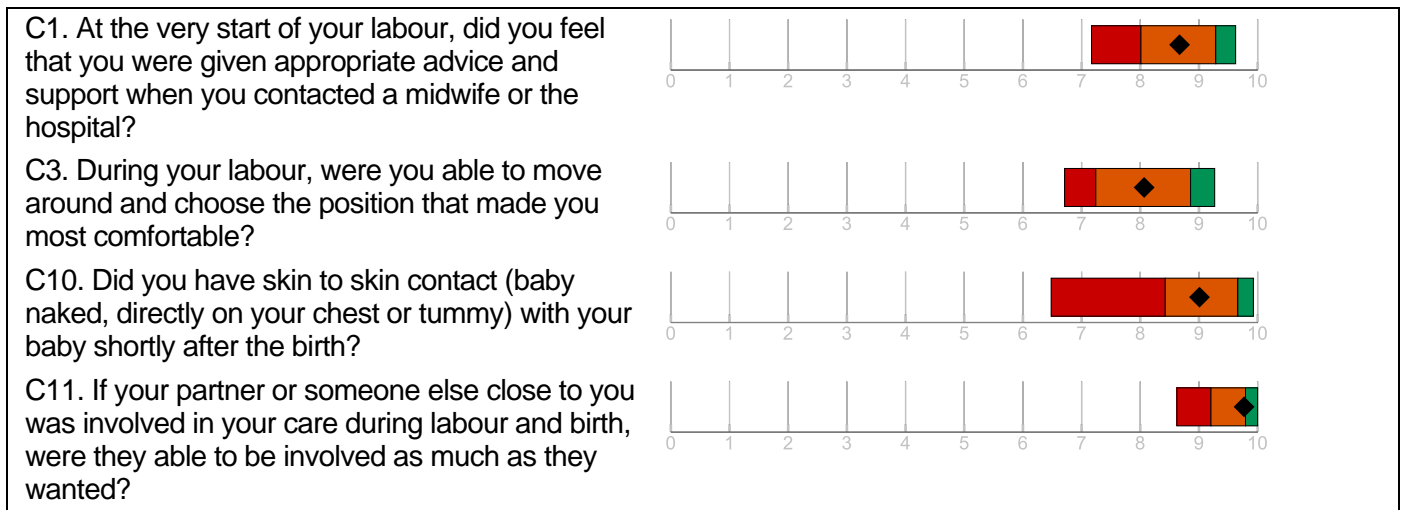 C1. At the very start of your labour, did you feel
that you were given appropriate advice and
support when you contacted a midwife or the
hospital?
0 1 2 3 4 5 6 7 8 9 10
C3. During your labour, were you able to move
around and choose the position that made you
most comfortable?
0 1 2 3 4 5 6 7 8 9 10
C10. Did you have skin to skin contact (baby
naked, directly on your chest or tummy) with your
baby shortly after the birth?
0 1 2 3 4 5 6 7 8 9 10
C11. If your partner or someone else close to you
was involved in your care during labour and birth,
were they able to be involved as much as they
wanted?
0 1 2 3 4 5 6 7 8 9 10